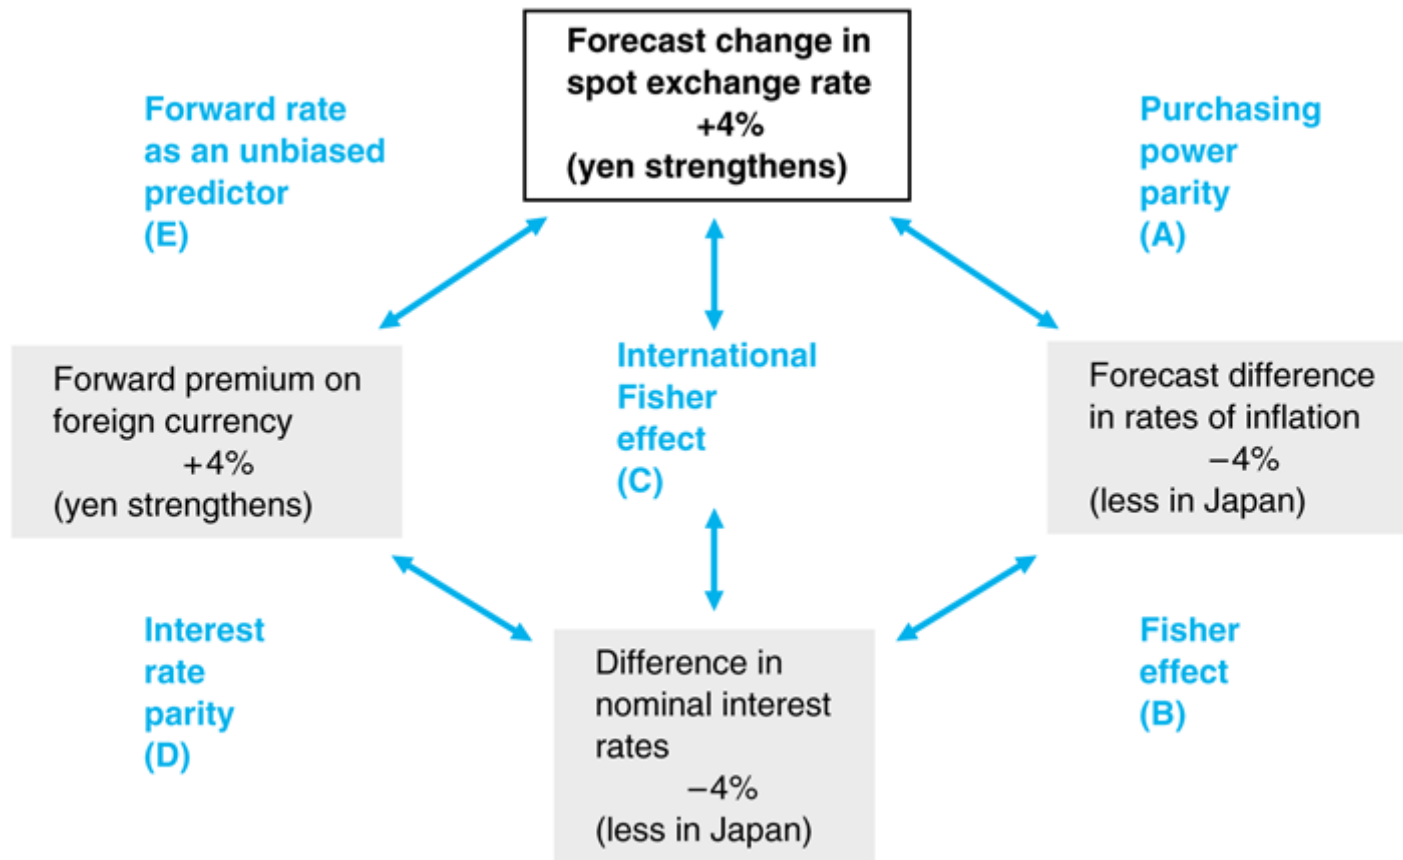 Forecast change in
spot exchange rate
+4%
(yen strengthens)
Forward rate
as an unbiased
predictor
(E)
Purchasing
power
parity
(A)
Forward premium on
foreign currency
+4%
(yen strengthens)
International
Fisher
effect
(C)
Forecast difference
in rates of inflation
−4%
(less in Japan)
Interest
rate
parity
(D)
Difference in
nominal interest
rates
−4%
(less in Japan)
Fisher
effect
(B)